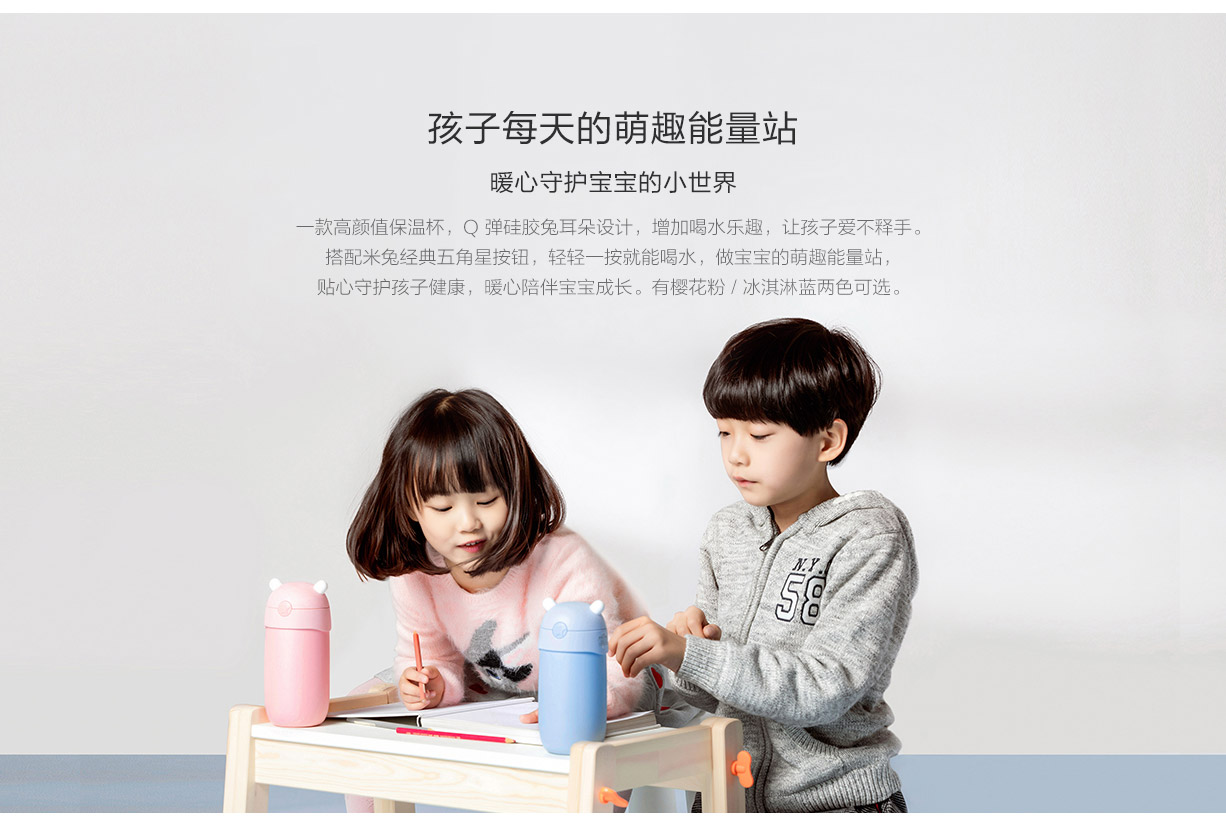 孩子每天的萌趣能量站
暖心守护宝宝的小世界
一款高颜值保温杯，Q 弹硅胶兔耳朵设计，增加喝水乐趣，让孩子爱不释手。
搭配米兔经典五角星按钮，轻轻一按就能喝水，做宝宝的萌趣能量站，
贴心守护孩子健康，暖心陪伴宝宝成长。有樱花粉 / 冰淇淋蓝两色可选。
N.Y.
58